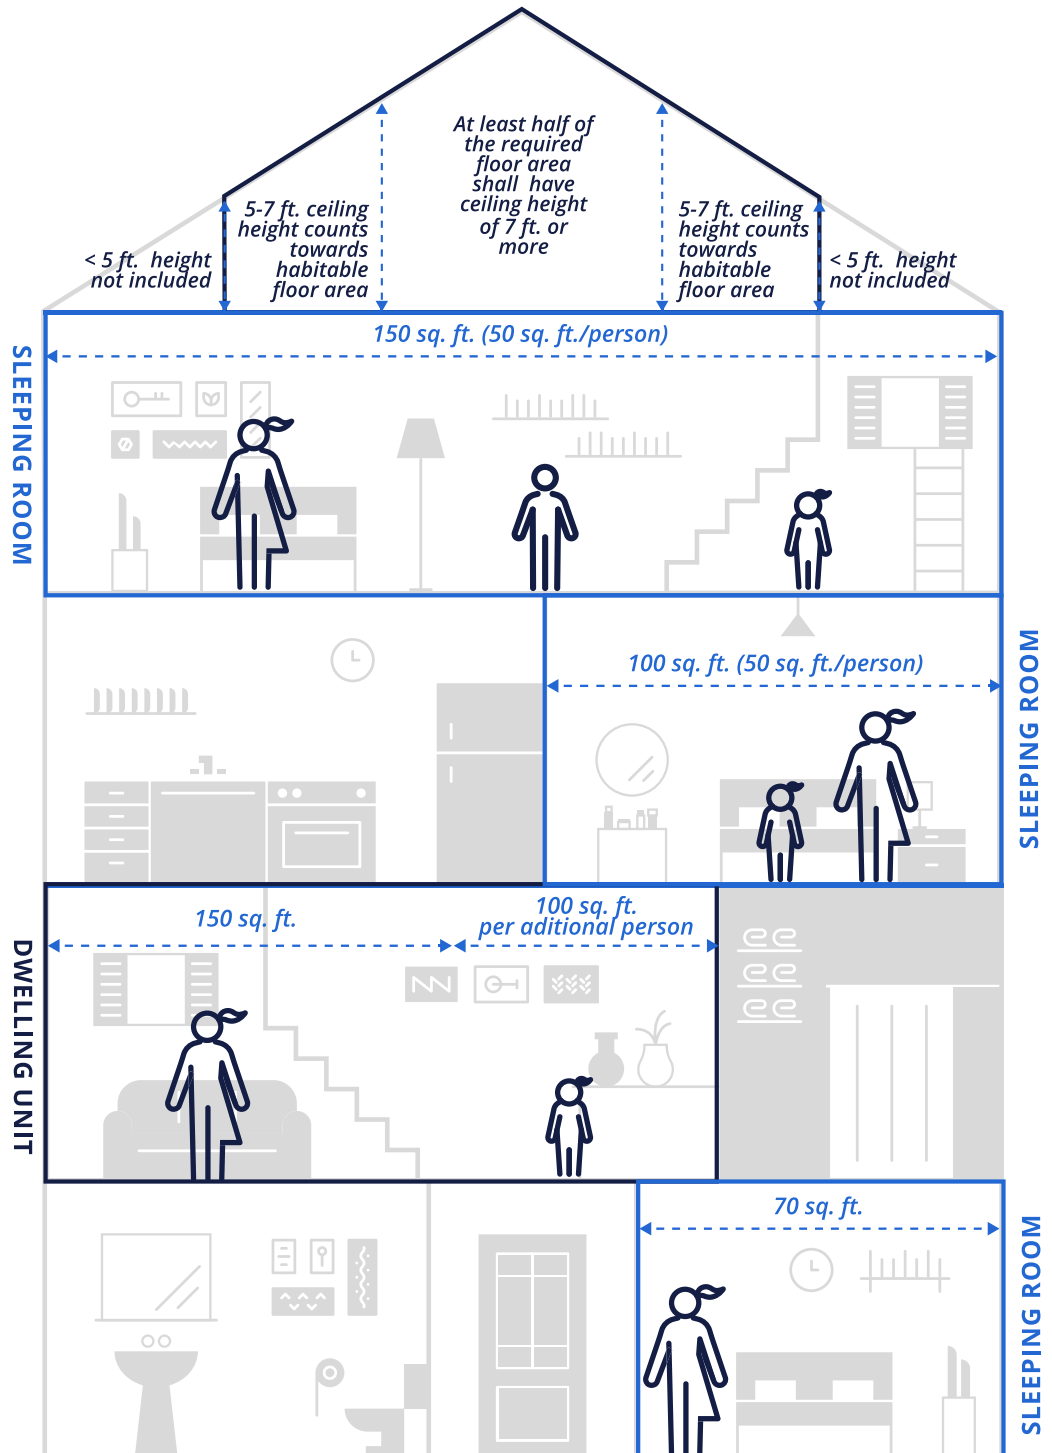 At least half of
the required
floor area
shall have
ceiling height
of 7 ft. or
more
5-7 ft. ceiling
height counts
towards
habitable
floor area
5-7 ft. ceiling
height counts
towards
habitable
floor area
< 5 ft. height
not included
< 5 ft. height
not included
150 sq. ft. (50 sq. ft./person)
SLEEPING ROOM
100 sq. ft. (50 sq. ft./person)
SLEEPING ROOM
150 sq. ft.
100 sq. ft.
per aditional person
DWELLING UNIT
70 sq. ft.
SLEEPING ROOM